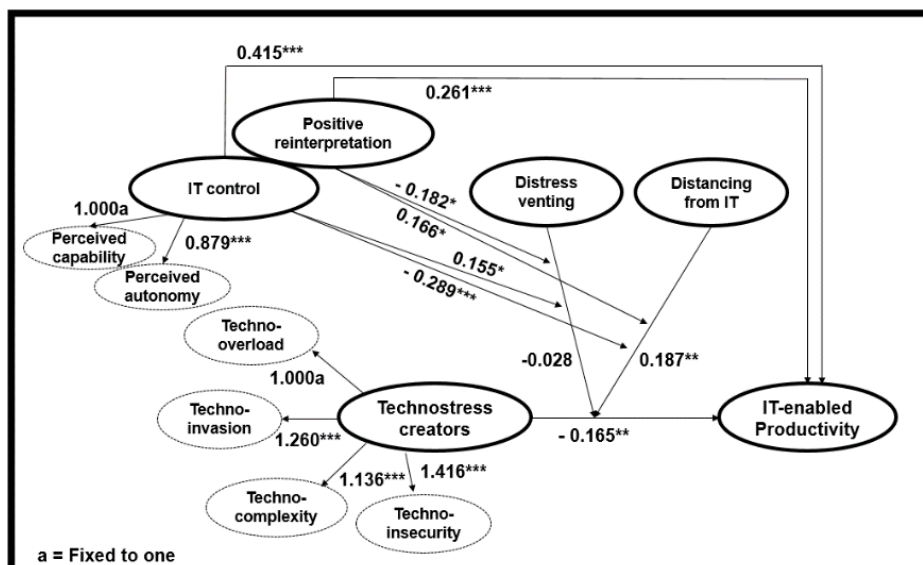 0.415***
0.261***
Positive
reinterpretation
IT control
Distress
venting
Distancing
from IT
- 0.182*
0.166*
0.155*
- 0.289***
1.000a
0.879***
Perceived
capability
Perceived
autonomy
Techno-
overload
1.000a
-0.028
0.187**
Techno-
invasion
1.260***
Technostress
creators
- 0.165**
IT-enabled
Productivity
1.136***
1.416***
Techno-
complexity
Techno-
insecurity
a = Fixed to one